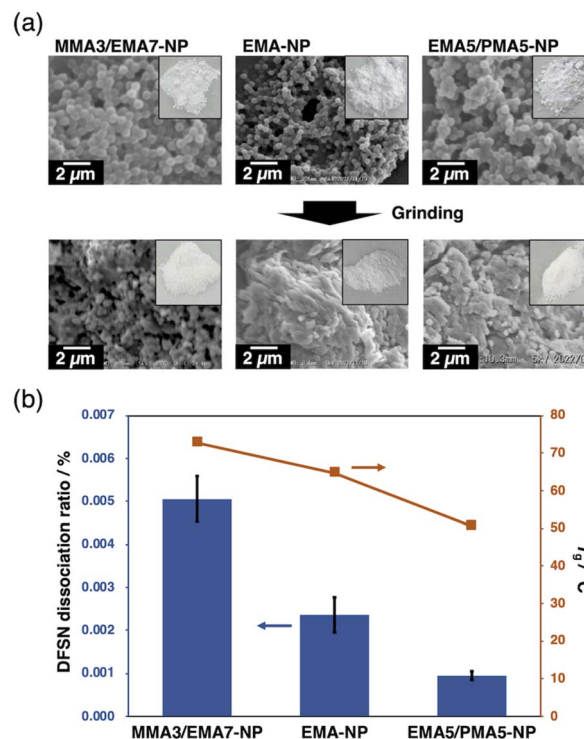 (a)
MMA3/EMA7-NP EMA-NP EMA5/PMA5-NP
2 µm 2 µm 2 µm
Grinding
2 µm 2 µm 2 µm
(b)
DFSN dissociation ratio / %
0.007
0.006
0.005
0.004
0.003
0.002
0.001
0.000
80
70
60
50
40
30
20
10
0
MMA3/EMA7-NP EMA-NP EMA5/PMA5-NP